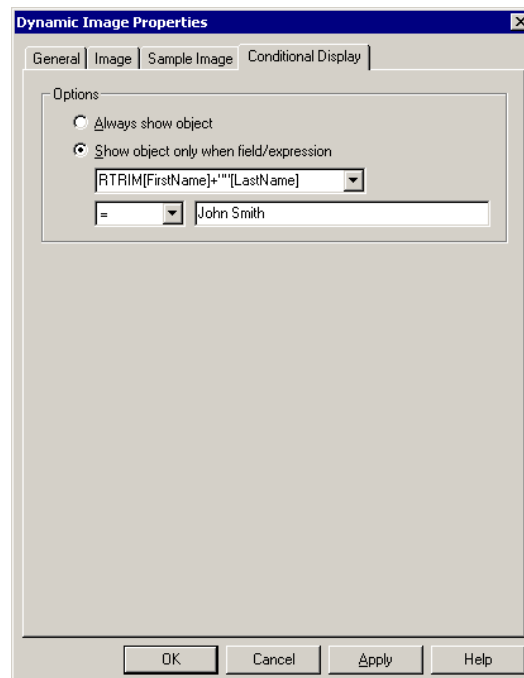 Dynamic Image Properties
General Image Sample Image Conditional Display
Options
Always show object
Show object only when field/expression
RTRIM[FirstName]+'""[LastName]
= John Smith
OK Cancel Apply Help